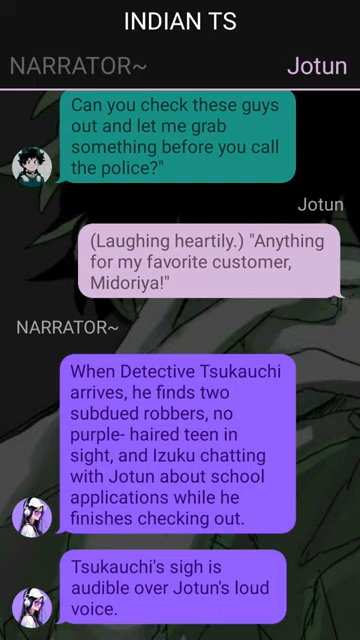 INDIAN TS
NARRATOR~ Jotun
Can you check these guys
out and let me grab
something before you call
the police?"
Jotun
(Laughing heartily.) "Anything
for my favorite customer,
Midoriya!"
NARRATOR~
When Detective Tsukauchi
arrives, he finds two
subdued robbers, no
purple- haired teen in
sight, and Izuku chatting
with Jotun about school
applications while he
finishes checking out.
Tsukauchi's sigh is
audible over Jotun's loud
voice.